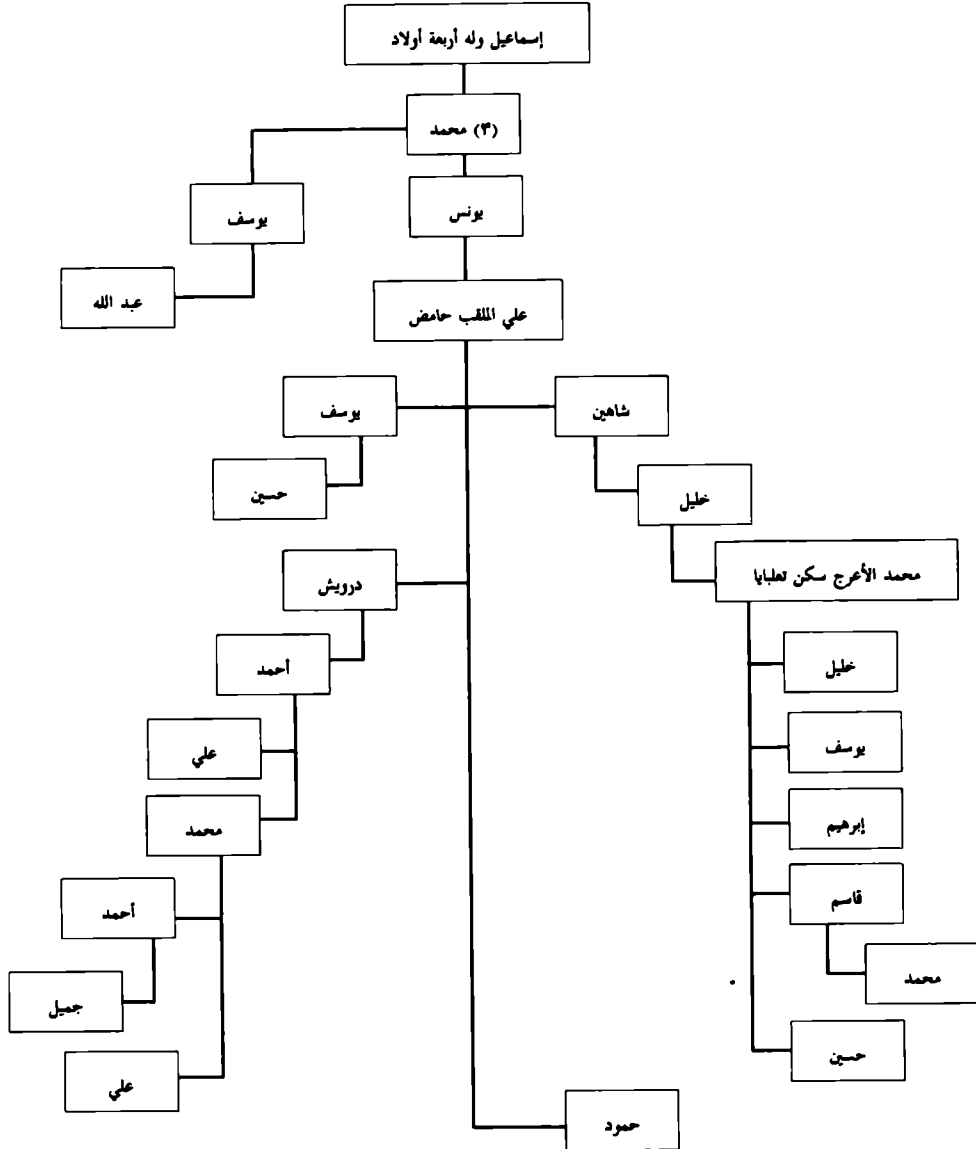 إسماعيل وله أربعة أولاد
(٣) محمد
يونس
يوسف
عبد الله
علي الملقب حامض
شاهين
يوسف
حسين
خليل
محمد الأعرج سكن تعلبايا
درويش
أحمد
خليل
علي
يوسف
محمد
إبرهيم
قاسم
أحمد
محمد
جميل
حسين
علي
حمود